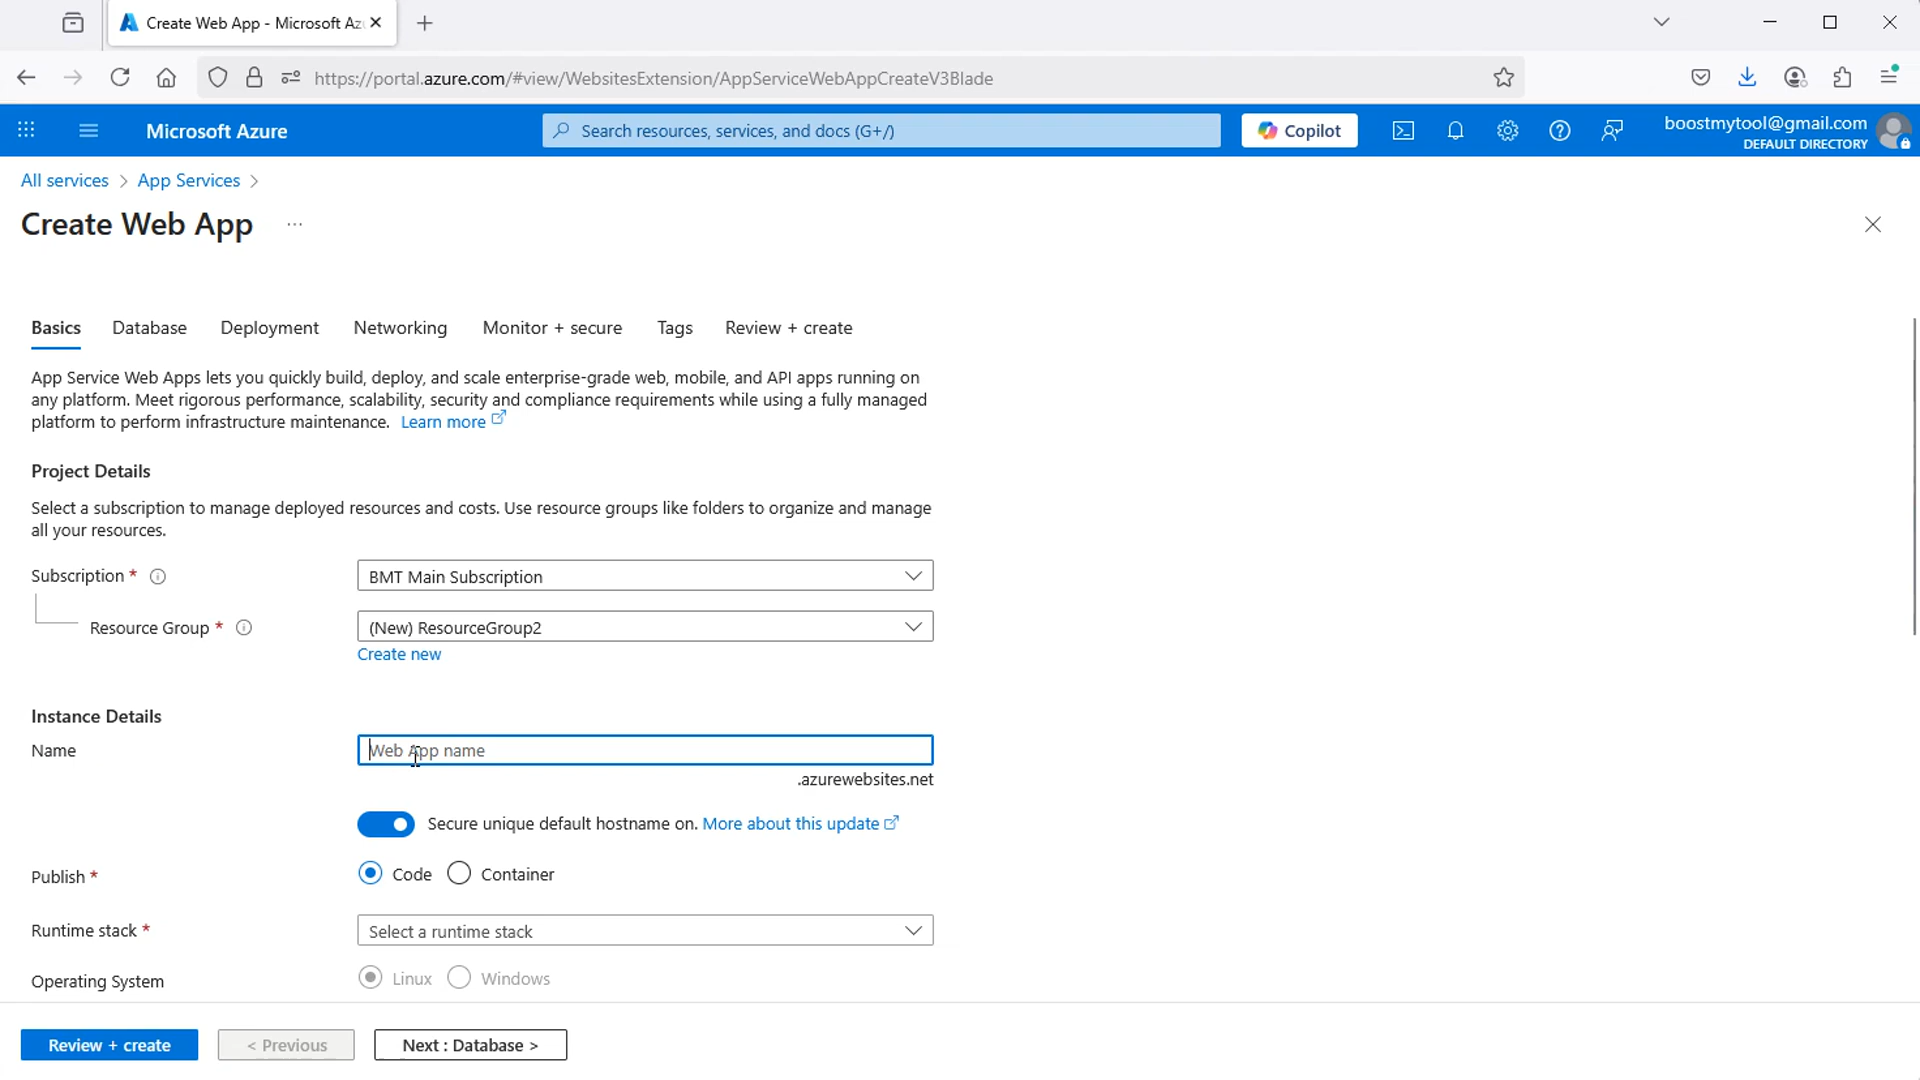 Create Web App - Microsoft Az
https://portal.azure.com/#view/WebsitesExtension/AppServiceWebAppCreateV3Blade
Microsoft Azure
Search resources, services, and docs (G+/)
Copilot
boostmytool@gmail.com
DEFAULT DIRECTORY
All services > App Services >
Create Web App
Basics Database Deployment Networking Monitor + secure Tags Review + create
App Service Web Apps lets you quickly build, deploy, and scale enterprise-grade web, mobile, and API apps running on
any platform. Meet rigorous performance, scalability, security and compliance requirements while using a fully managed
platform to perform infrastructure maintenance. Learn more
Project Details
Select a subscription to manage deployed resources and costs. Use resource groups like folders to organize and manage
all your resources.
Subscription * BMT Main Subscription
Resource Group * (New) ResourceGroup2
Create new
Instance Details
Name Web App name
.azurewebsites.net
Secure unique default hostname on. More about this update
Publish * Code Container
Runtime stack * Select a runtime stack
Operating System Linux Windows
Review + create < Previous Next : Database >